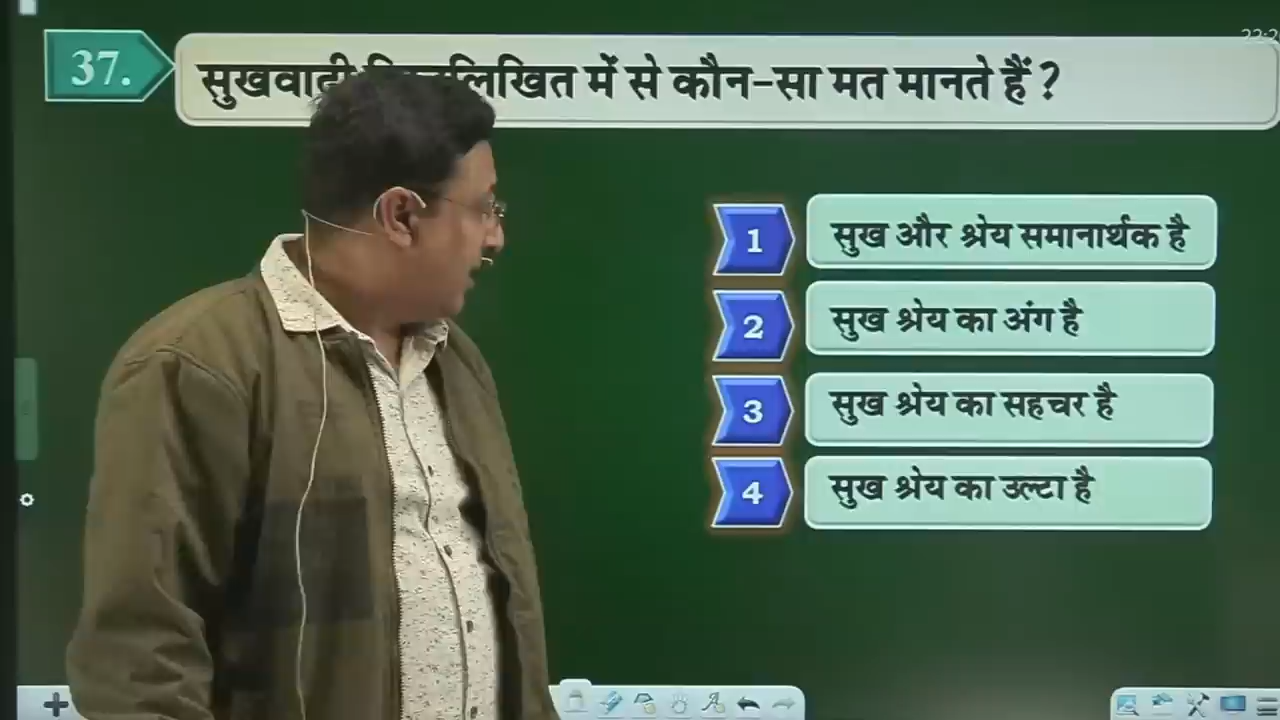 37.
सुखवादी में से कौन-सा मत मानते हैं ?
1 सुख और श्रेय समानार्थक है
2 सुख श्रेय का अंग है
3 सुख श्रेय का सहचर है
4 सुख श्रेय का उल्टा है